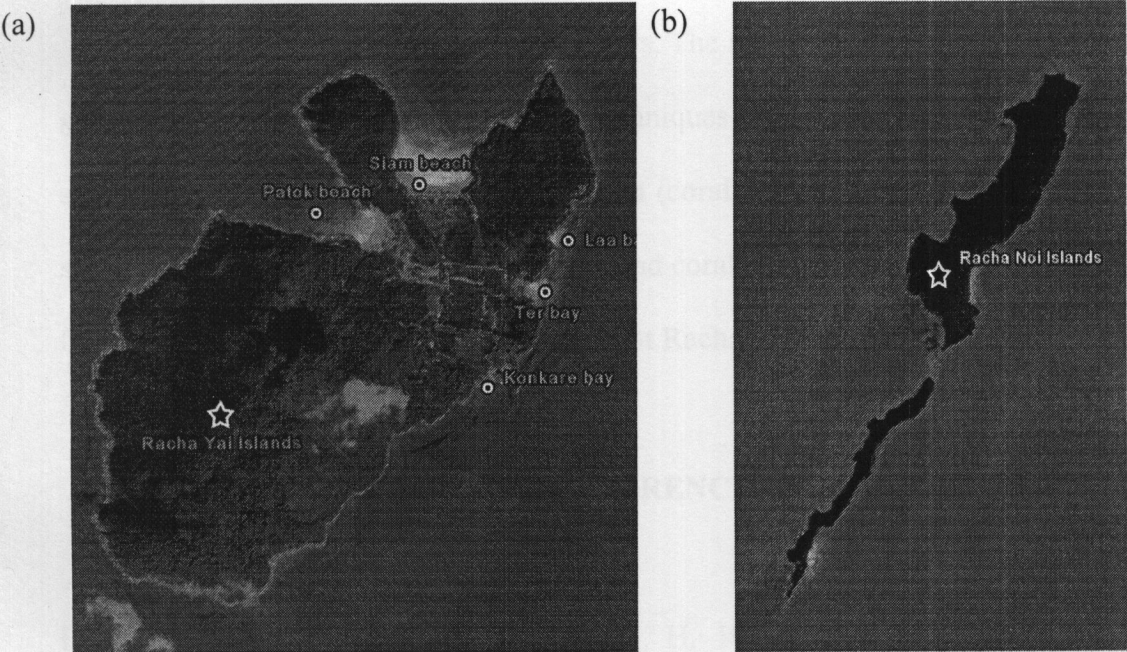 (a)
Siam beach
Patok beach
Laa ba
Ter bay
Konkare bay
Racha Yai Islands
(b)
Racha Noi Islands